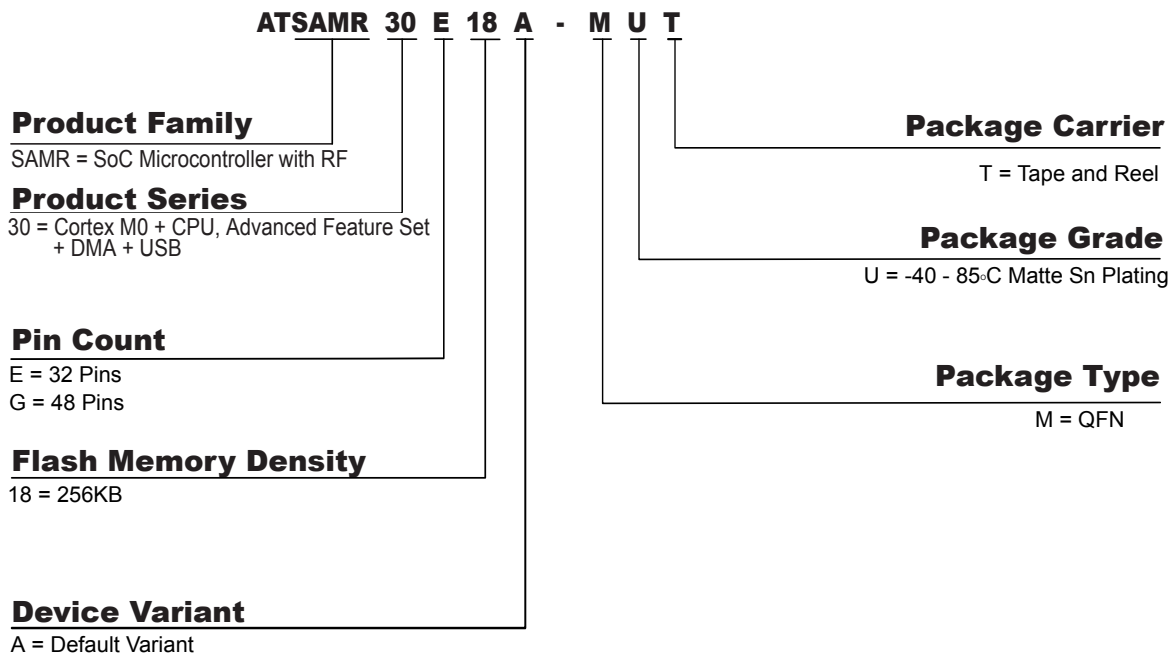 ATSAMR 30 E 18 A - M U T
Product Family
SAMR = SoC Microcontroller with RF
Product Series
30 = Cortex M0 + CPU, Advanced Feature Set
+ DMA + USB
Pin Count
E = 32 Pins
G = 48 Pins
Flash Memory Density
18 = 256KB
Device Variant
A = Default Variant
Package Carrier
T = Tape and Reel
Package Grade
U = -40 - 85°C Matte Sn Plating
Package Type
M = QFN